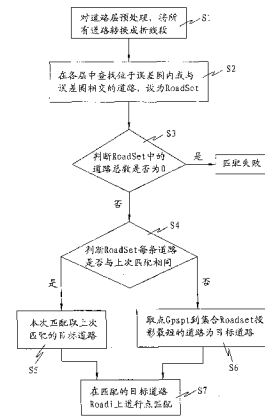 对道路层预处理，将所
有道路转换成折线段
S1
在各层中查找位于误差圆内或与
误差圆相交的道路，设为RoadSet
S2
S3
判断RoadSet中的
道路总数是否为0
是
匹配失败
否
S4
判断RoadSet每条道路
是否与上次匹配相同
是
否
本次匹配取上次
匹配的目标道路
S5
取点Gpspt到集合Roadset投
影最短的道路为目标道路
S6
在匹配的目标道路
Roadi上进行点匹配
S7